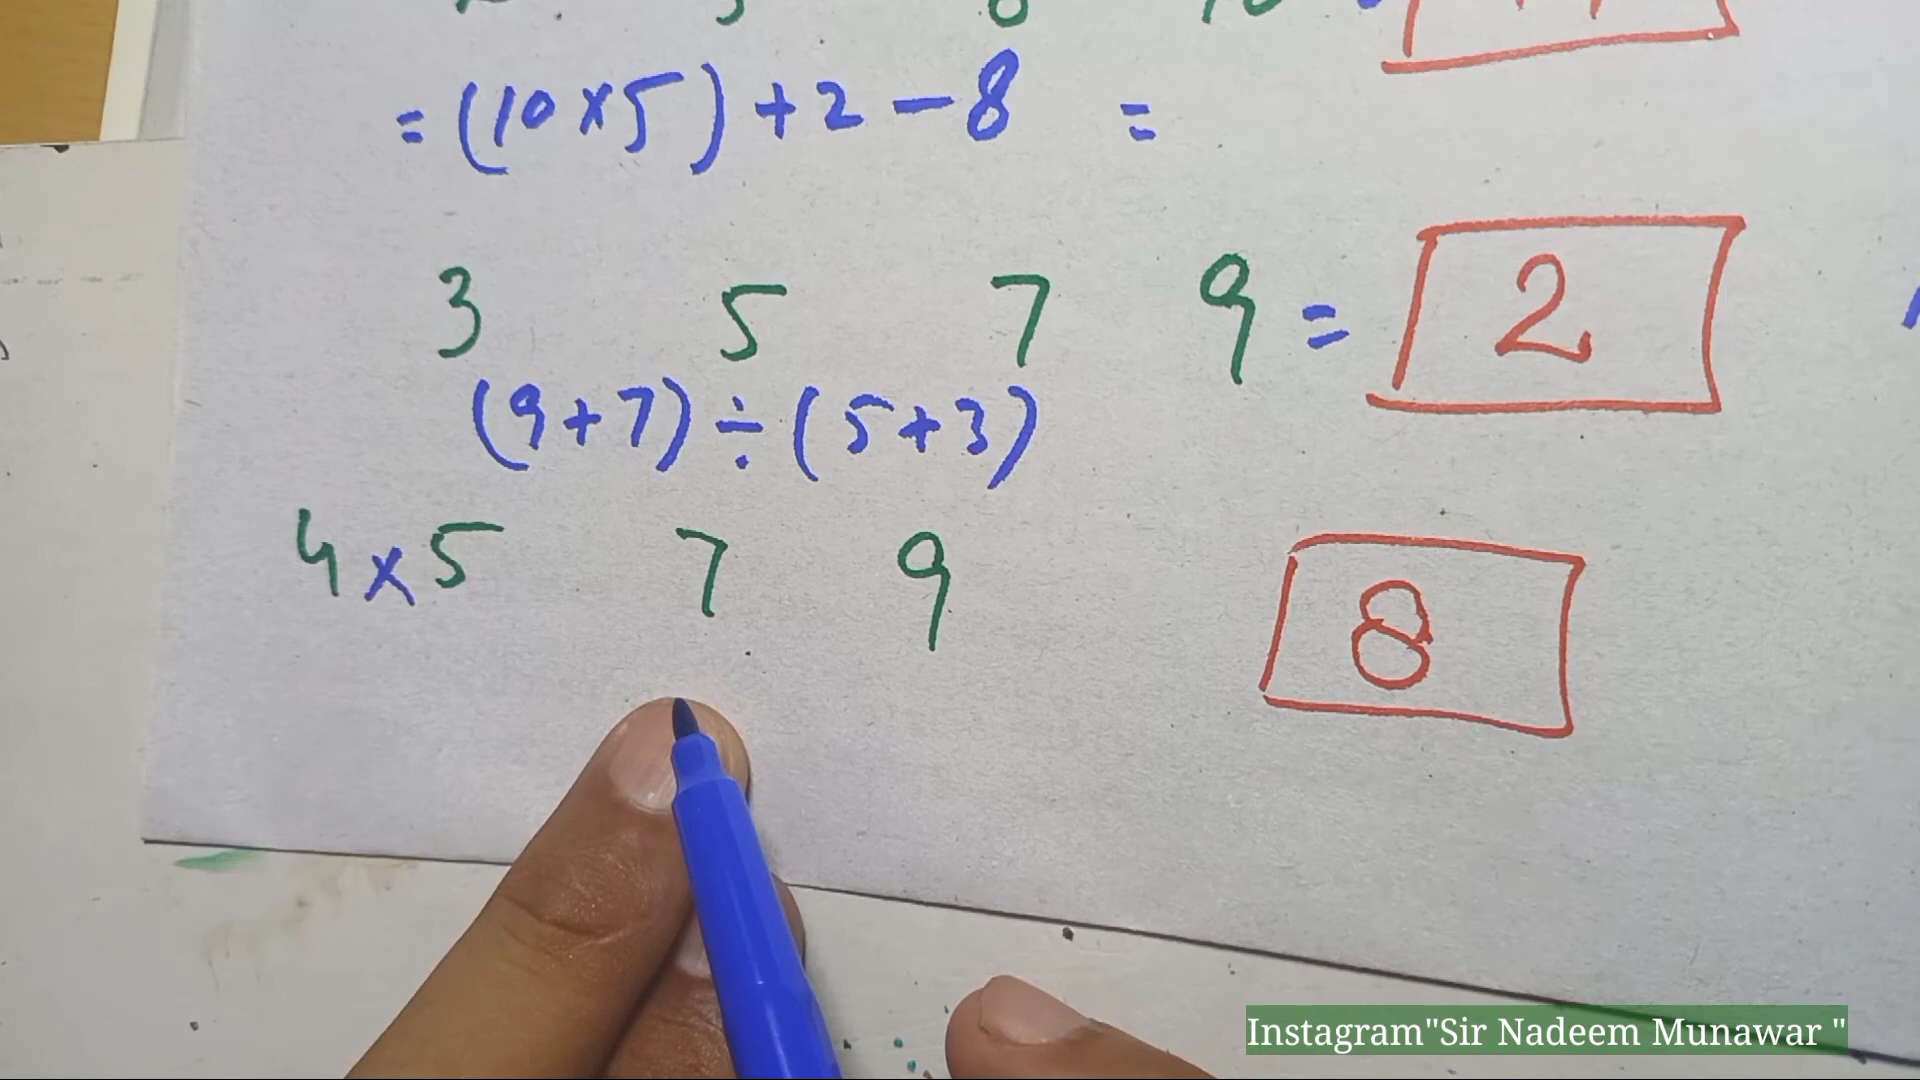 = (10 × 5) + 2 - 8 =
3 5 7 9 = 2
(9 + 7) ÷ (5 + 3)
4 × 5 7 9 8
Instagram"Sir Nadeem Munawar "